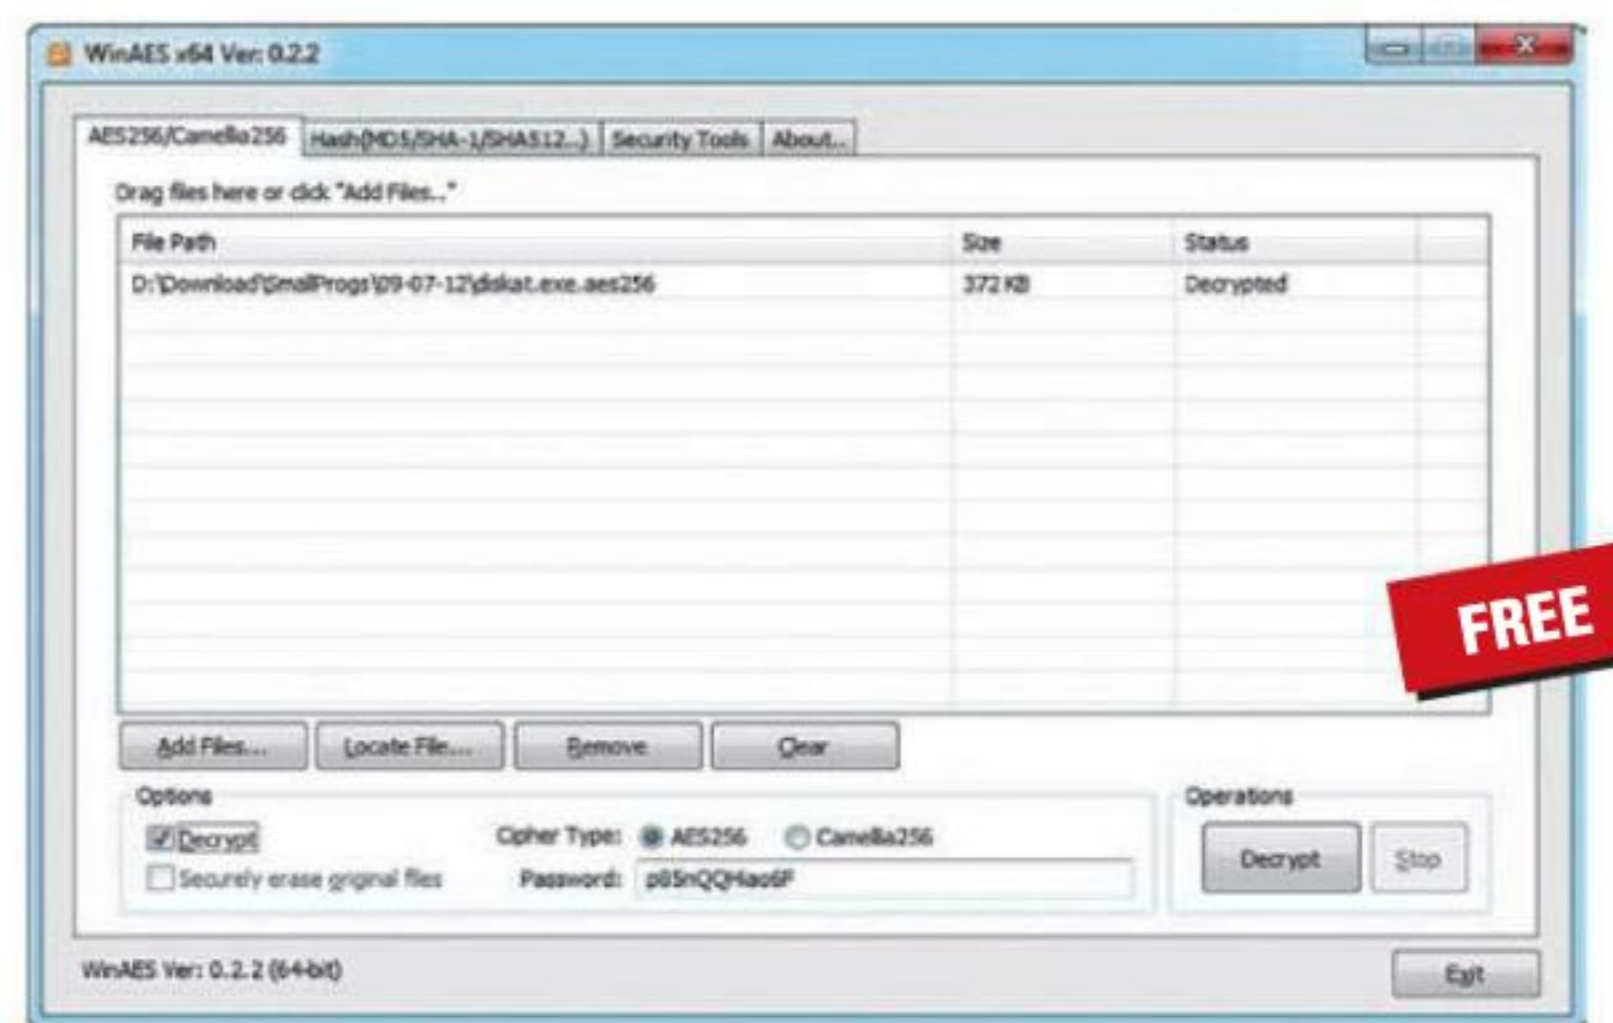 WinAES x64 Ver: 0.2.2
AES256/Camellia256 Hash(MD5/SHA-1/SHA512...) Security Tools About...
Drag files here or click "Add Files..."
File Path Size Status
D:\Download\SmallProgs\09-07-12\diskat.exe.aes256 372 KB Decrypted
FREE
Add Files... Locate File... Remove Clear
Options Operations
Decrypt Cipher Type: AES256 Camellia256
Decrypt Stop
Securely erase original files Password:
WinAES Ver: 0.2.2 (64-bit) Exit